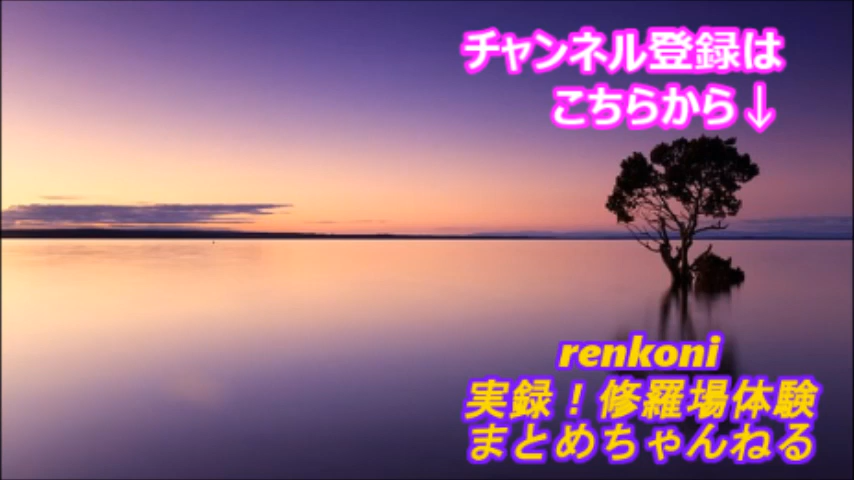 チャンネル登録は
こちらから↓
renkoni
実録！修羅場体験
まとめちゃんねる